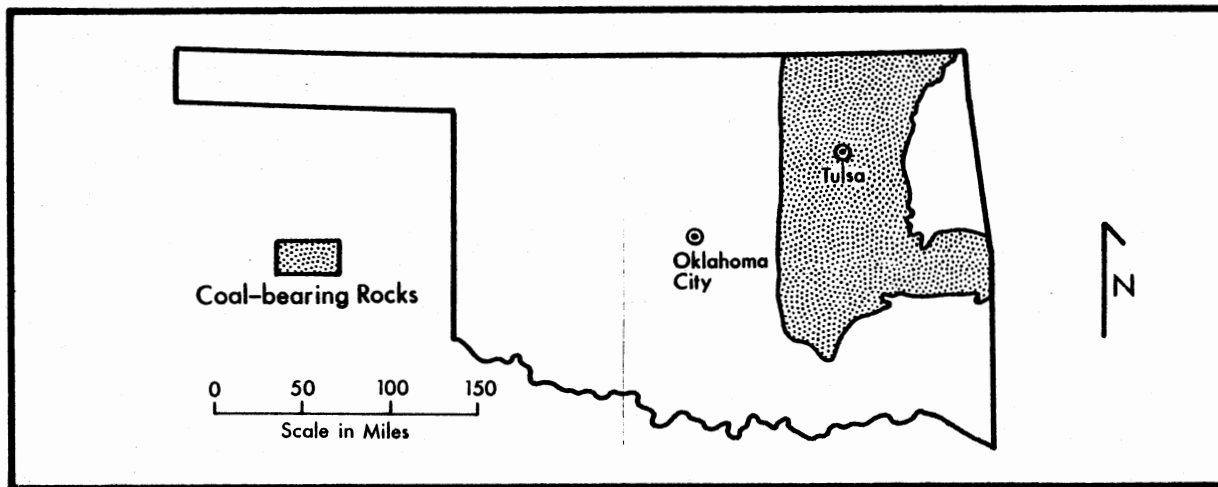 Tulsa
Oklahoma
City
Coal-bearing Rocks
0 50 100 150
Scale in Miles
N